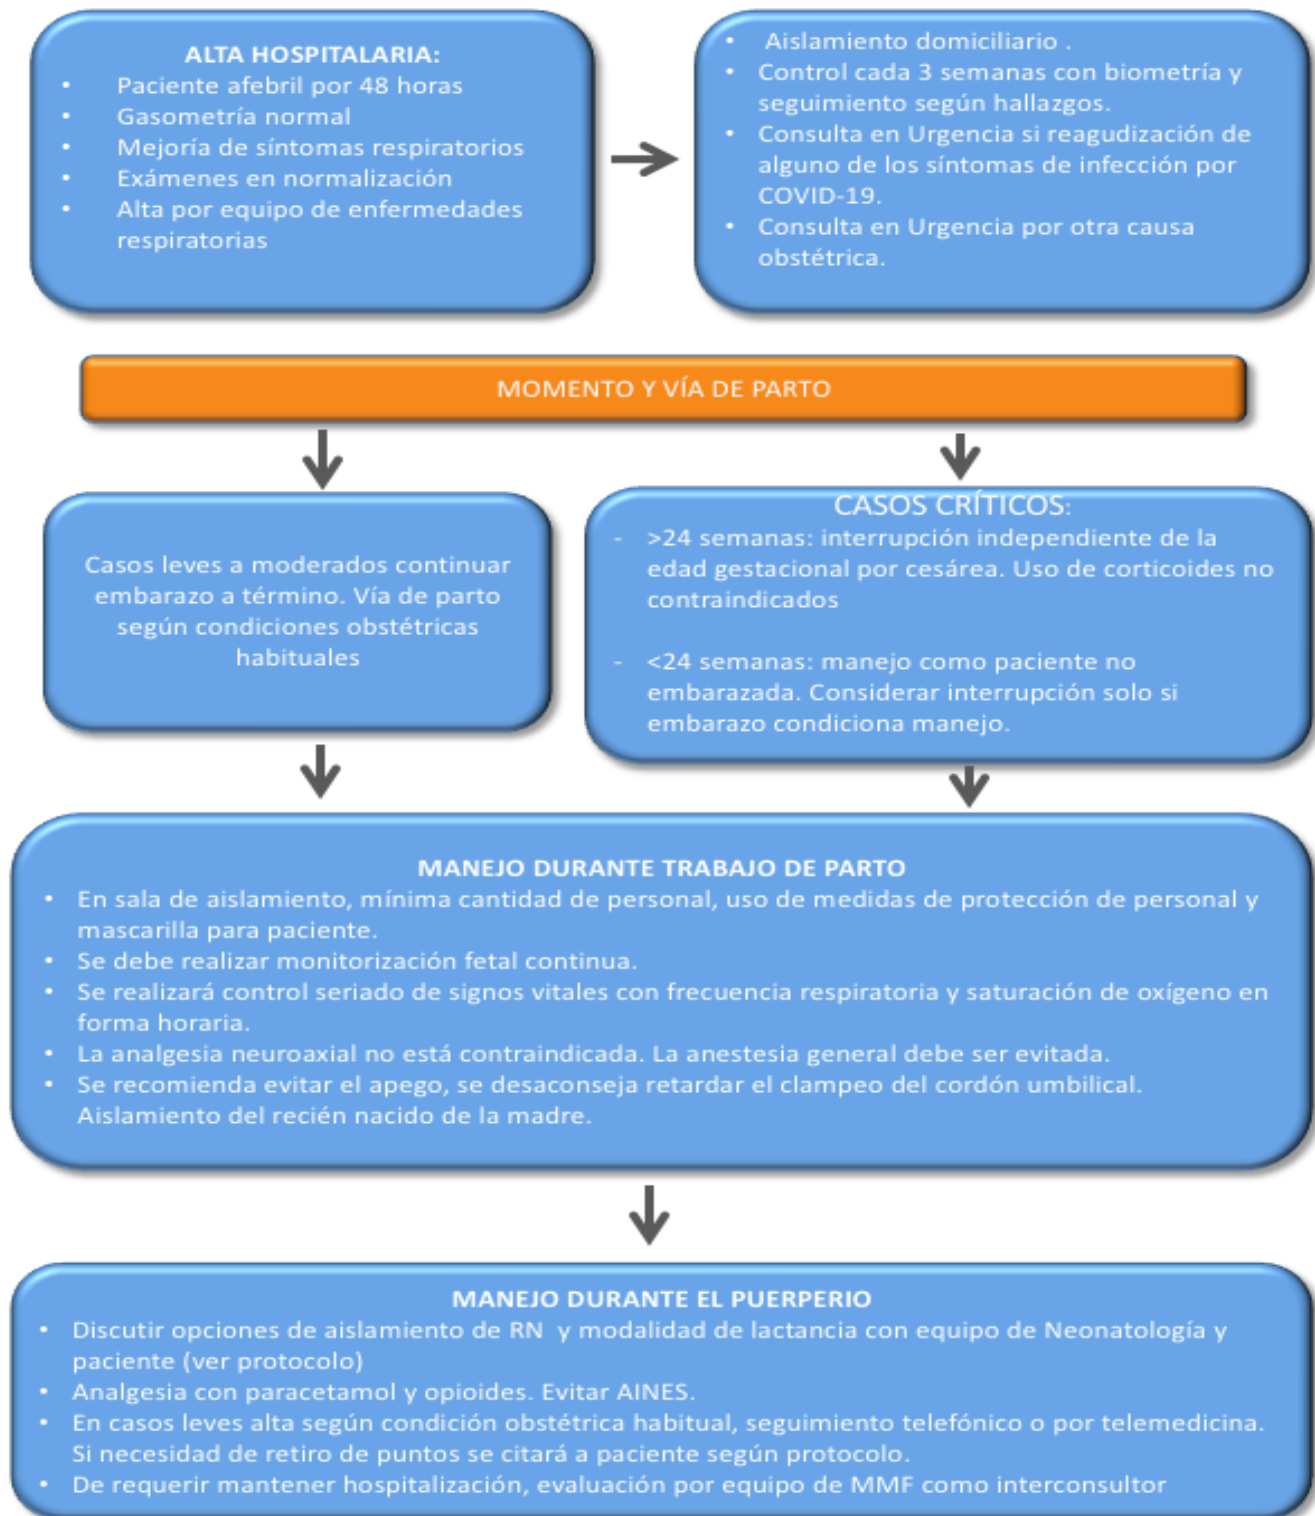 ALTA HOSPITALARIA:
• Paciente afebril por 48 horas
• Gasometría normal
• Mejoría de síntomas respiratorios
• Exámenes en normalización
• Alta por equipo de enfermedades
respiratorias
• Aislamiento domiciliario .
• Control cada 3 semanas con biometría y
seguimiento según hallazgos.
• Consulta en Urgencia si reagudización de
alguno de los síntomas de infección por
COVID-19.
• Consulta en Urgencia por otra causa
obstétrica.
MOMENTO Y VÍA DE PARTO
Casos leves a moderados continuar
embarazo a término. Vía de parto
según condiciones obstétricas
habituales
CASOS CRÍTICOS:
- >24 semanas: interrupción independiente de la
edad gestacional por cesárea. Uso de corticoides no
contraindicados
- <24 semanas: manejo como paciente no
embarazada. Considerar interrupción solo si
embarazo condiciona manejo.
MANEJO DURANTE TRABAJO DE PARTO
• En sala de aislamiento, mínima cantidad de personal, uso de medidas de protección de personal y
mascarilla para paciente.
• Se debe realizar monitorización fetal continua.
• Se realizará control seriado de signos vitales con frecuencia respiratoria y saturación de oxígeno en
forma horaria.
• La analgesia neuroaxial no está contraindicada. La anestesia general debe ser evitada.
• Se recomienda evitar el apego, se desaconseja retardar el clampeo del cordón umbilical.
Aislamiento del recién nacido de la madre.
MANEJO DURANTE EL PUERPERIO
• Discutir opciones de aislamiento de RN y modalidad de lactancia con equipo de Neonatología y
paciente (ver protocolo)
• Analgesia con paracetamol y opioides. Evitar AINES.
• En casos leves alta según condición obstétrica habitual, seguimiento telefónico o por telemedicina.
Si necesidad de retiro de puntos se citará a paciente según protocolo.
• De requerir mantener hospitalización, evaluación por equipo de MMF como interconsultor